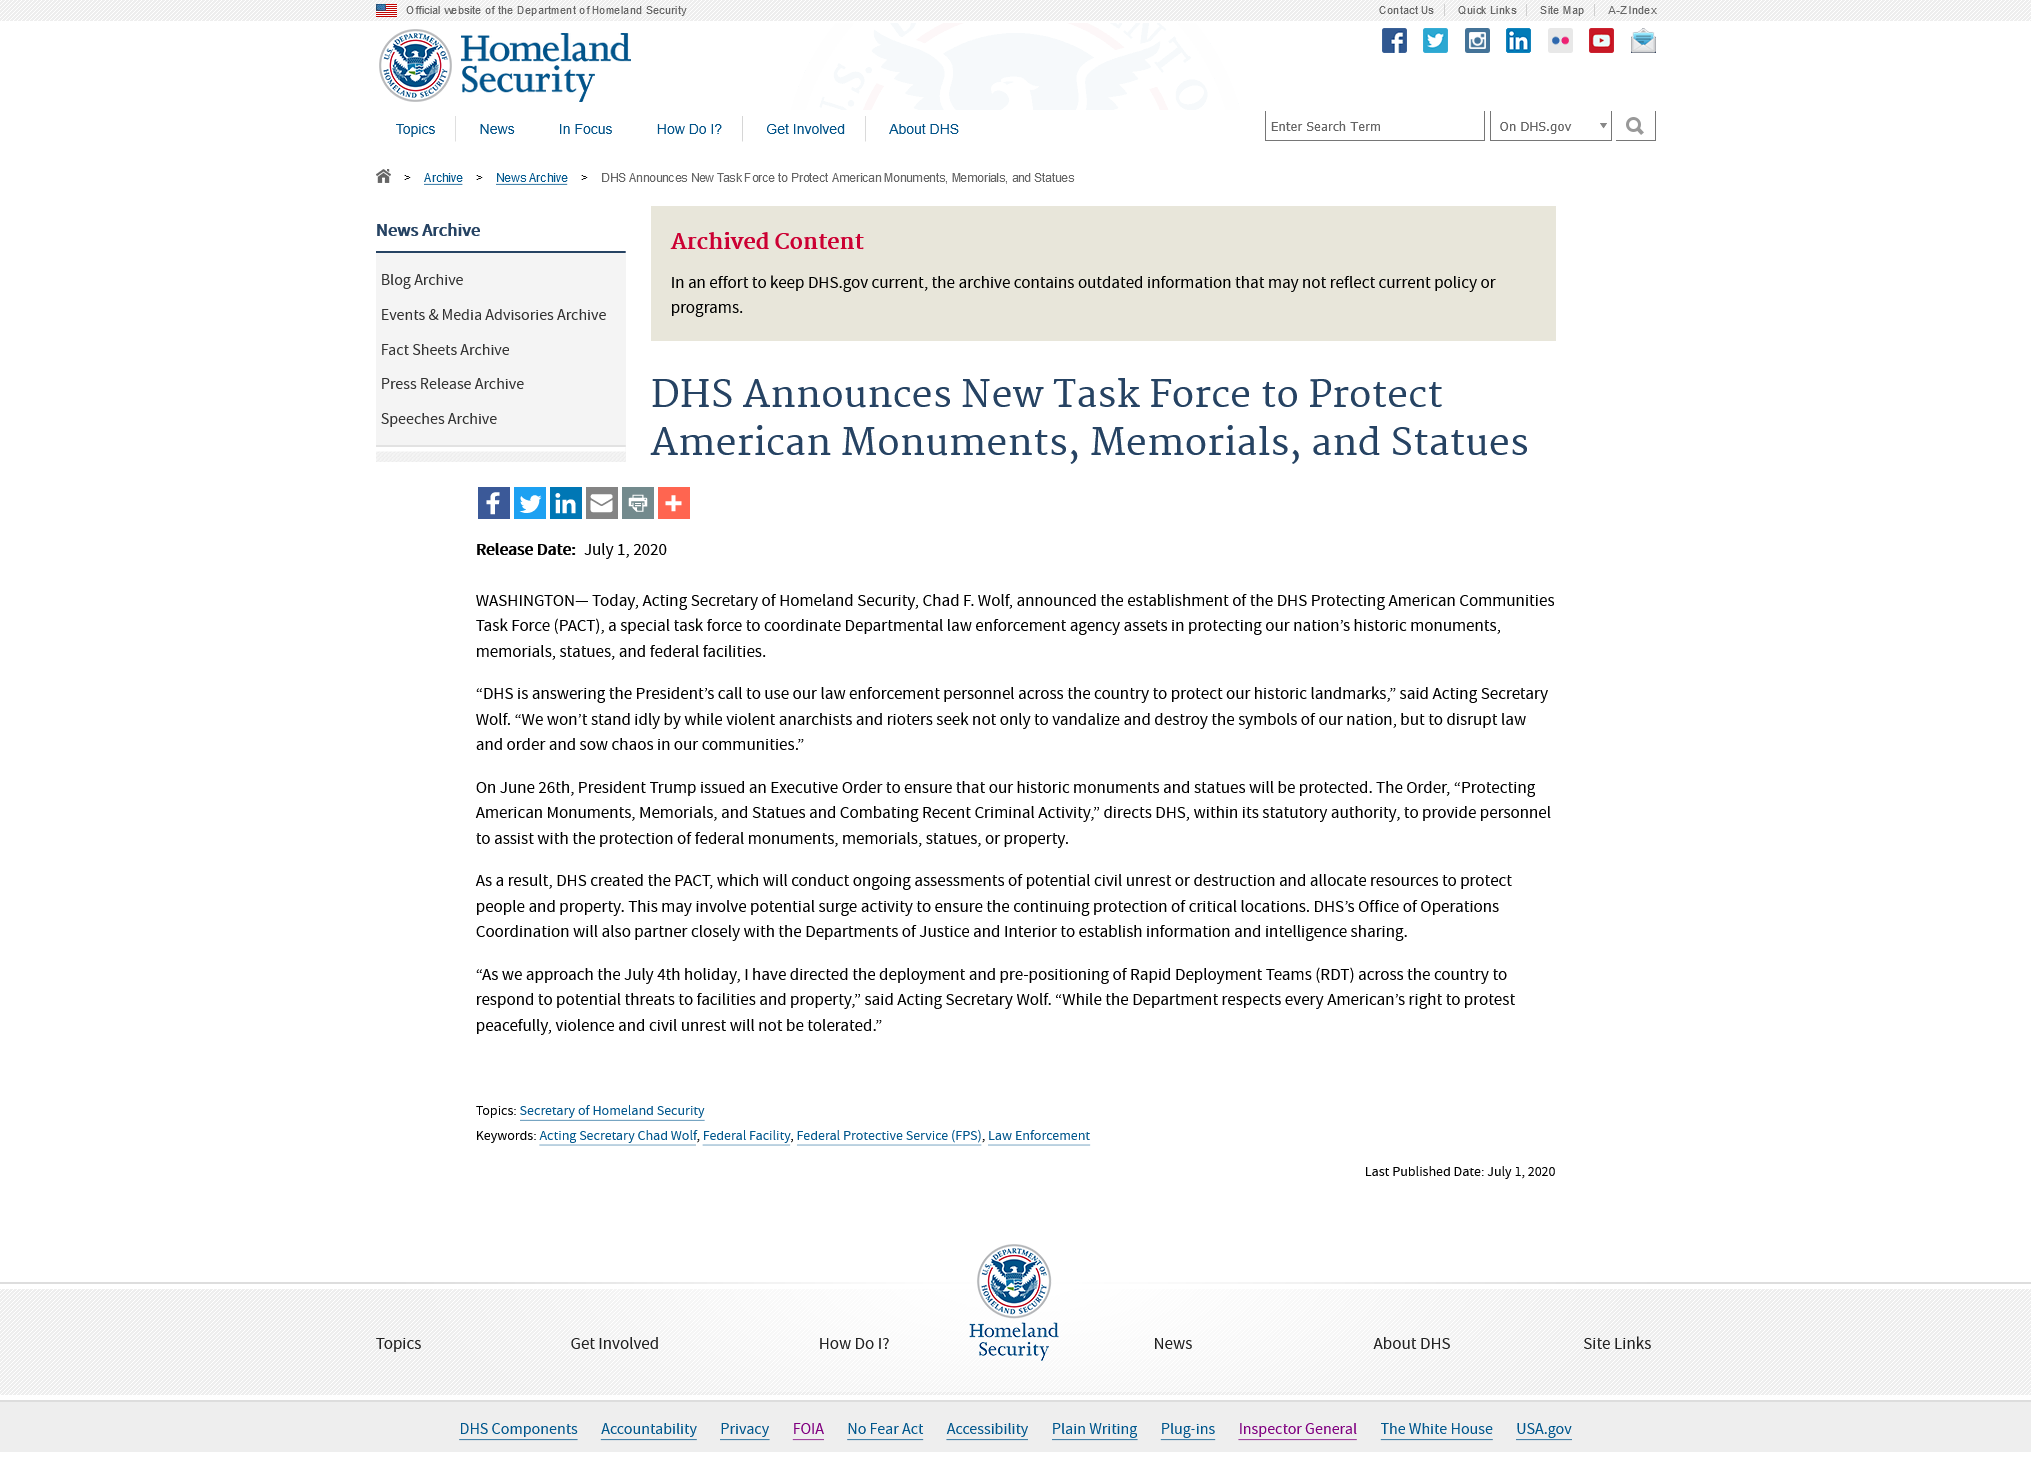 Official website of the Department of Homeland Security
Contact Us
Quick Links
Site Map
A-Z Index
U.S. DEPARTMENT OF HOMELAND SECURITY
Homeland
Security
Topics
News
In Focus
How Do I?
Get Involved
About DHS
Enter Search Term
On DHS.gov
> Archive > News Archive > DHS Announces New Task Force to Protect American Monuments, Memorials, and Statues
News Archive
Blog Archive
Events & Media Advisories Archive
Fact Sheets Archive
Press Release Archive
Speeches Archive
Archived Content
In an effort to keep DHS.gov current, the archive contains outdated information that may not reflect current policy or
programs.
DHS Announces New Task Force to Protect
American Monuments, Memorials, and Statues
Release Date: July 1, 2020
WASHINGTON— Today, Acting Secretary of Homeland Security, Chad F. Wolf, announced the establishment of the DHS Protecting American Communities
Task Force (PACT), a special task force to coordinate Departmental law enforcement agency assets in protecting our nation’s historic monuments,
memorials, statues, and federal facilities.
“DHS is answering the President’s call to use our law enforcement personnel across the country to protect our historic landmarks,” said Acting Secretary
Wolf. “We won’t stand idly by while violent anarchists and rioters seek not only to vandalize and destroy the symbols of our nation, but to disrupt law
and order and sow chaos in our communities.”
On June 26th, President Trump issued an Executive Order to ensure that our historic monuments and statues will be protected. The Order, “Protecting
American Monuments, Memorials, and Statues and Combating Recent Criminal Activity,” directs DHS, within its statutory authority, to provide personnel
to assist with the protection of federal monuments, memorials, statues, or property.
As a result, DHS created the PACT, which will conduct ongoing assessments of potential civil unrest or destruction and allocate resources to protect
people and property. This may involve potential surge activity to ensure the continuing protection of critical locations. DHS’s Office of Operations
Coordination will also partner closely with the Departments of Justice and Interior to establish information and intelligence sharing.
“As we approach the July 4th holiday, I have directed the deployment and pre-positioning of Rapid Deployment Teams (RDT) across the country to
respond to potential threats to facilities and property,” said Acting Secretary Wolf. “While the Department respects every American’s right to protest
peacefully, violence and civil unrest will not be tolerated.”
Topics: Secretary of Homeland Security
Keywords: Acting Secretary Chad Wolf, Federal Facility, Federal Protective Service (FPS), Law Enforcement
Last Published Date: July 1, 2020
U.S. DEPARTMENT OF HOMELAND SECURITY
Homeland
Security
Topics
Get Involved
How Do I?
News
About DHS
Site Links
DHS Components
Accountability
Privacy
FOIA
No Fear Act
Accessibility
Plain Writing
Plug-ins
Inspector General
The White House
USA.gov